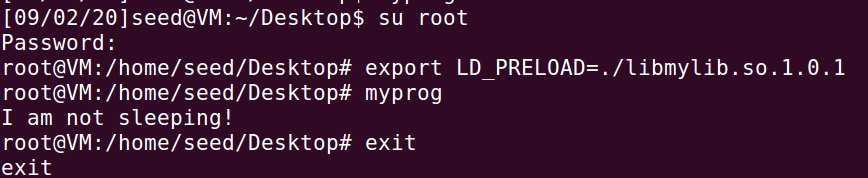 [09/02/20]seed@VM:~/Desktop$ su root
Password:
root@VM:/home/seed/Desktop# export LD_PRELOAD=./libmylib.so.1.0.1
root@VM:/home/seed/Desktop# myprog
I am not sleeping!
root@VM:/home/seed/Desktop# exit
exit